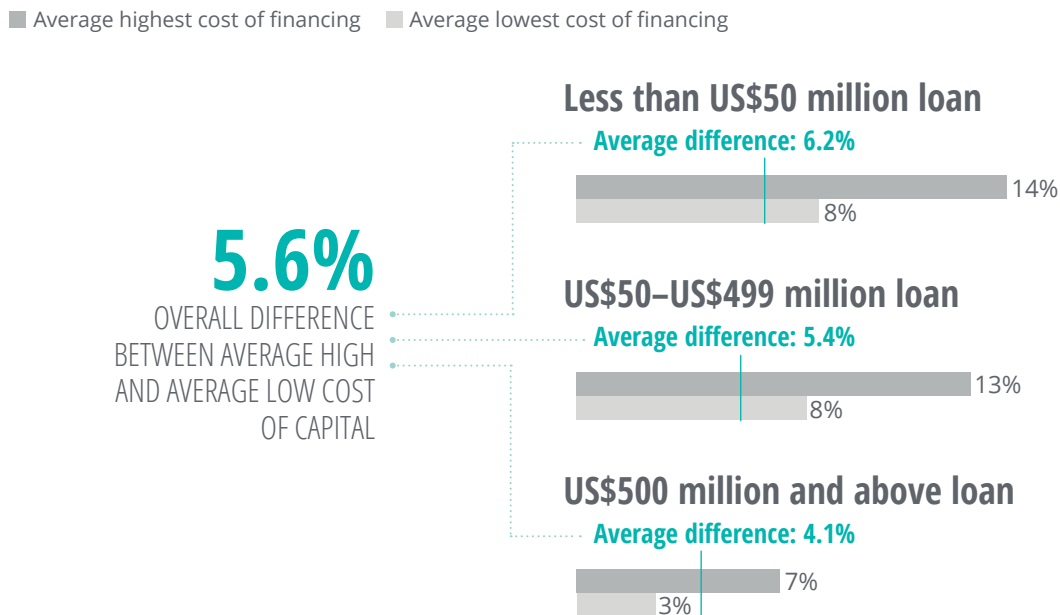 Average highest cost of financing
Average lowest cost of financing
5.6%
OVERALL DIFFERENCE
BETWEEN AVERAGE HIGH
AND AVERAGE LOW COST
OF CAPITAL
Less than US$50 million loan
Average difference: 6.2%
14%
8%
US$50–US$499 million loan
Average difference: 5.4%
13%
8%
US$500 million and above loan
Average difference: 4.1%
7%
3%